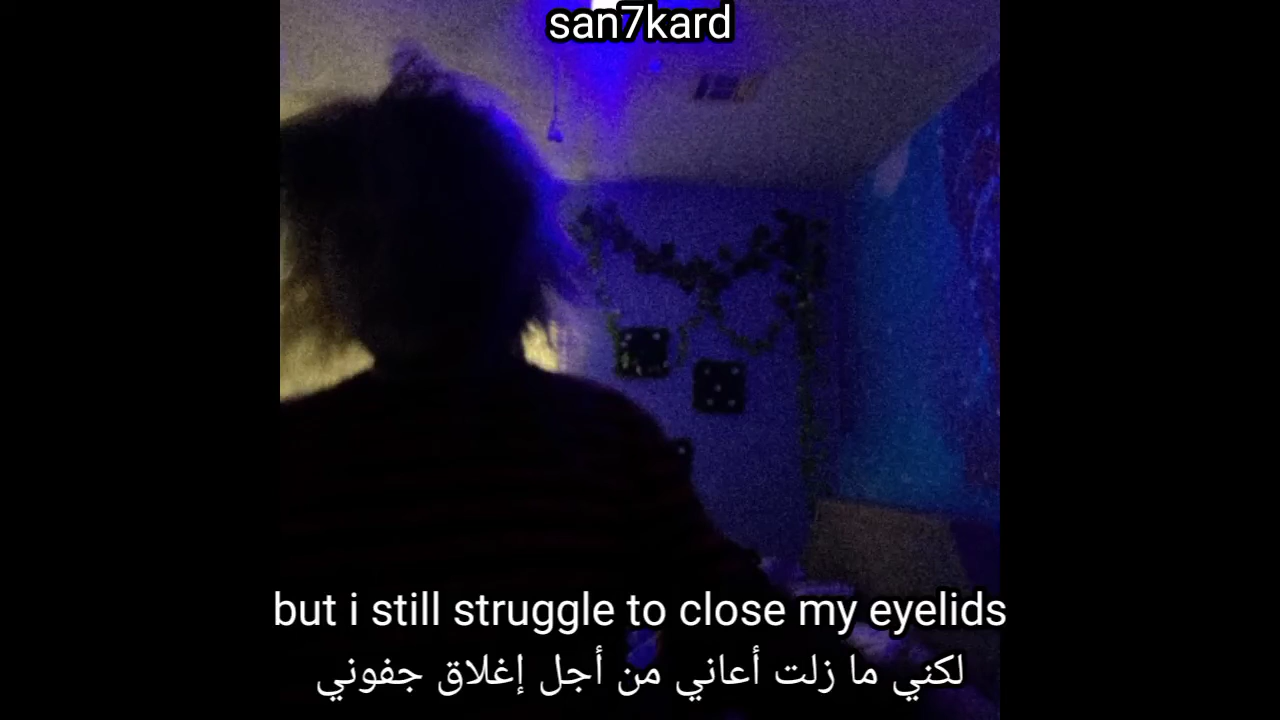 san7kard
but i still struggle to close my eyelids
لكني ما زلت أعاني من أجل إغلاق جفوني